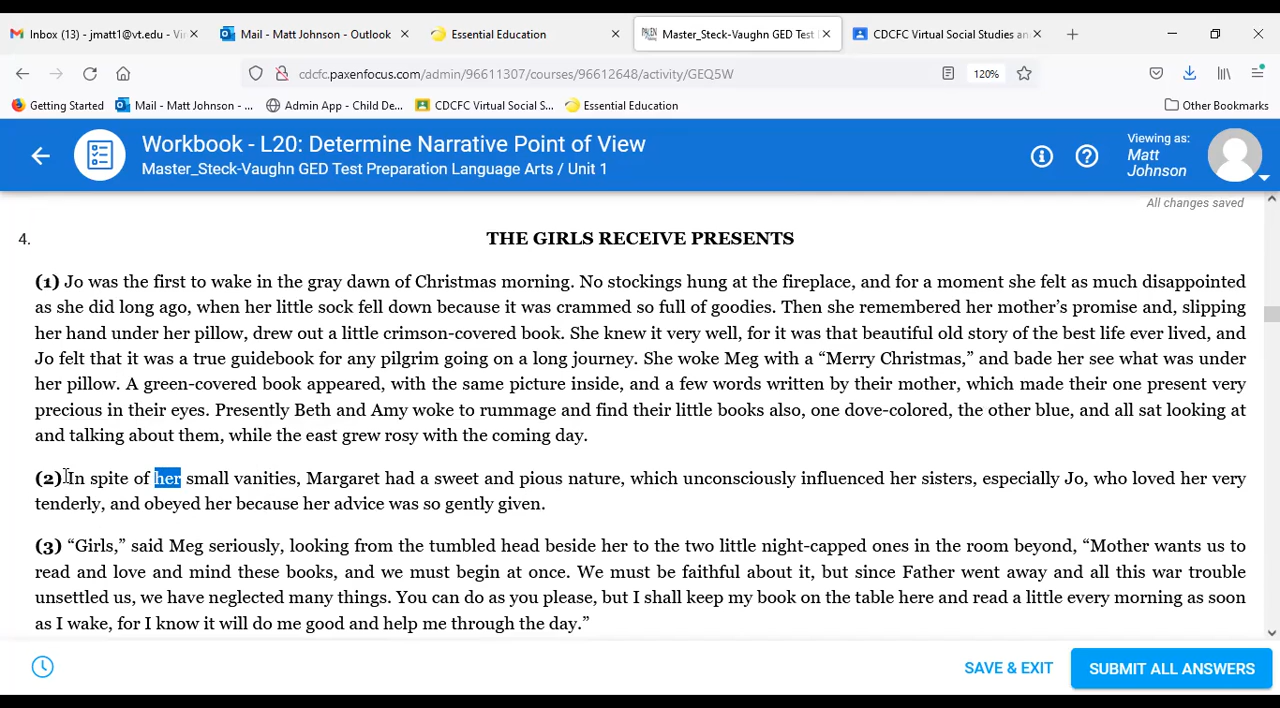 Inbox (13) - jmatt1@vt.edu - Vir
Mail - Matt Johnson - Outlook
Essential Education
Master_Steck-Vaughn GED Test
CDCFC Virtual Social Studies an
cdcfc.paxenfocus.com/admin/96611307/courses/96612648/activity/GEQ5W
120%
Getting Started
Mail - Matt Johnson - ...
Admin App - Child De...
CDCFC Virtual Social S...
Essential Education
Other Bookmarks
Workbook - L20: Determine Narrative Point of View
Master_Steck-Vaughn GED Test Preparation Language Arts / Unit 1
Viewing as:
Matt
Johnson
All changes saved
4.
THE GIRLS RECEIVE PRESENTS
(1) Jo was the first to wake in the gray dawn of Christmas morning. No stockings hung at the fireplace, and for a moment she felt as much disappointed
as she did long ago, when her little sock fell down because it was crammed so full of goodies. Then she remembered her mother’s promise and, slipping
her hand under her pillow, drew out a little crimson-covered book. She knew it very well, for it was that beautiful old story of the best life ever lived, and
Jo felt that it was a true guidebook for any pilgrim going on a long journey. She woke Meg with a “Merry Christmas,” and bade her see what was under
her pillow. A green-covered book appeared, with the same picture inside, and a few words written by their mother, which made their one present very
precious in their eyes. Presently Beth and Amy woke to rummage and find their little books also, one dove-colored, the other blue, and all sat looking at
and talking about them, while the east grew rosy with the coming day.
(2) In spite of her small vanities, Margaret had a sweet and pious nature, which unconsciously influenced her sisters, especially Jo, who loved her very
tenderly, and obeyed her because her advice was so gently given.
(3) “Girls,” said Meg seriously, looking from the tumbled head beside her to the two little night-capped ones in the room beyond, “Mother wants us to
read and love and mind these books, and we must begin at once. We must be faithful about it, but since Father went away and all this war trouble
unsettled us, we have neglected many things. You can do as you please, but I shall keep my book on the table here and read a little every morning as soon
as I wake, for I know it will do me good and help me through the day.”
SAVE & EXIT
SUBMIT ALL ANSWERS